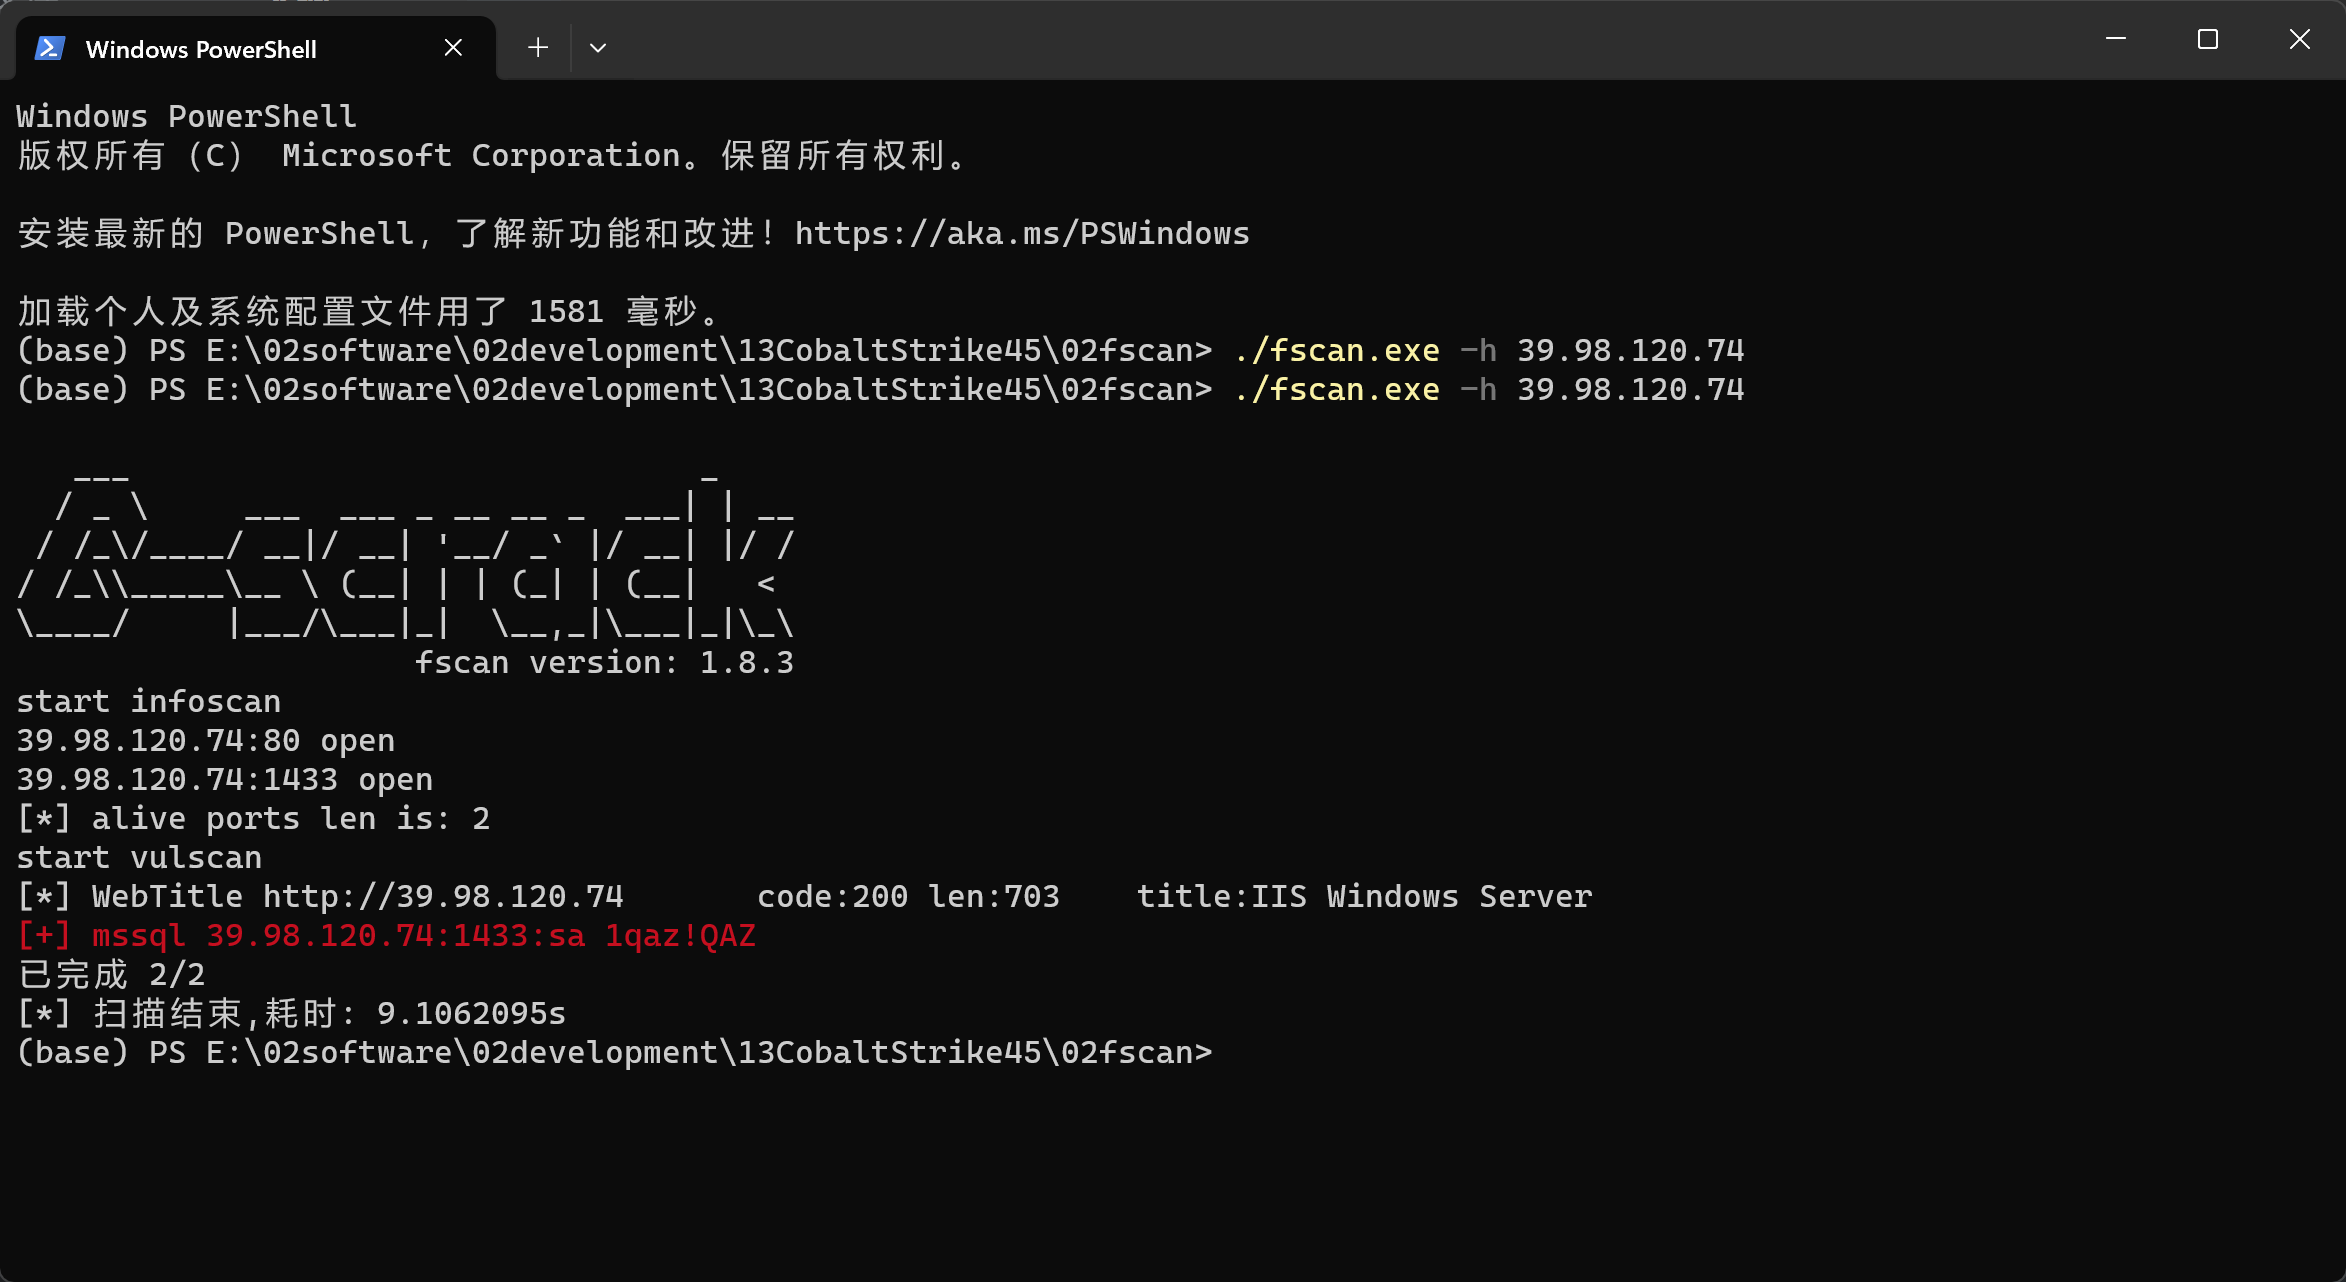 Windows PowerShell
Windows PowerShell
版权所有（C） Microsoft Corporation。保留所有权利。
安装最新的 PowerShell，了解新功能和改进！https://aka.ms/PSWindows
加载个人及系统配置文件用了 1581 毫秒。
(base) PS E:\02software\02development\13CobaltStrike45\02fscan> ./fscan.exe -h 39.98.120.74
(base) PS E:\02software\02development\13CobaltStrike45\02fscan> ./fscan.exe -h 39.98.120.74
   ___                              _
  / _ \     ___  ___ _ __ __ _  ___| | __
 / /_\/____/ __|/ __| '__/ _` |/ __| |/ /
/ /_\\_____\__ \ (__| | | (_| | (__|   <
\____/     |___/\___|_|  \__,_|\___|_|\_\
                     fscan version: 1.8.3
start infoscan
39.98.120.74:80 open
39.98.120.74:1433 open
[*] alive ports len is: 2
start vulscan
[*] WebTitle http://39.98.120.74       code:200 len:703    title:IIS Windows Server
[+] mssql 39.98.120.74:1433:sa 1qaz!QAZ
已完成 2/2
[*] 扫描结束,耗时: 9.1062095s
(base) PS E:\02software\02development\13CobaltStrike45\02fscan>